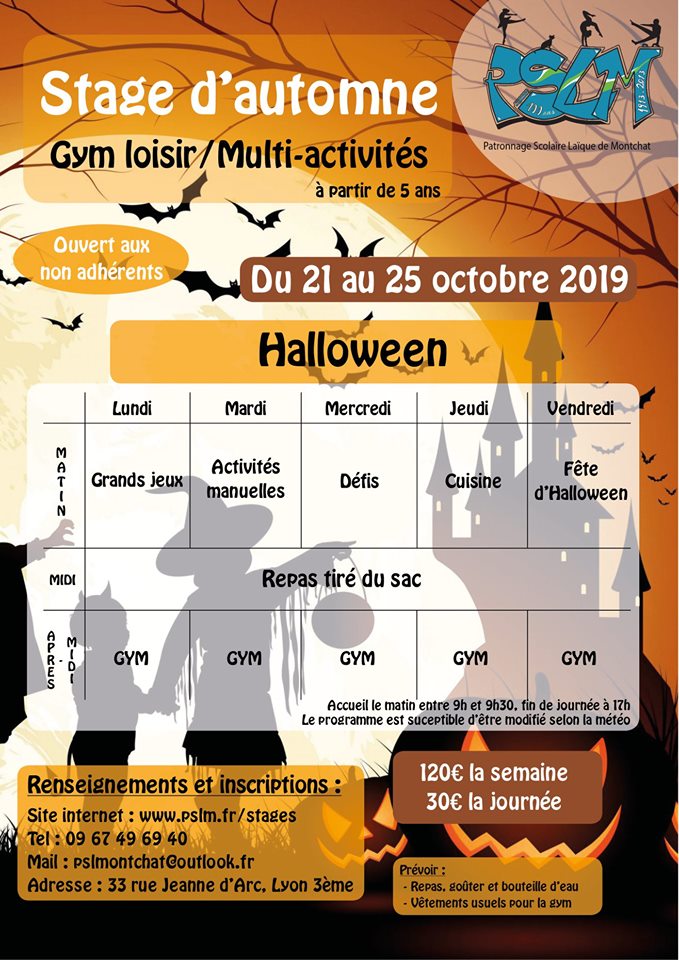 Stage d'automne
Gym loisir/Multi-activités
à partir de 5 ans
PSLM
100 ans
1913-2013
Patronnage Scolaire Laïque de Montchat
Ouvert aux
non adhérents
Du 21 au 25 octobre 2019
Halloween
Lundi Mardi Mercredi Jeudi Vendredi
MATIN
Grands jeux
Activités
manuelles
Défis
Cuisine
Fête
d'Halloween
MIDI Repas tiré du sac
APRES-MIDI GYM GYM GYM GYM GYM
Accueil le matin entre 9h et 9h30, fin de journée à 17h
Le programme est suceptible d'être modifié selon la météo
Renseignements et inscriptions :
Site internet : www.pslm.fr/stages
Tel : 09 67 49 69 40
Mail : pslmontchat@outlook.fr
Adresse : 33 rue Jeanne d'Arc, Lyon 3ème
120€ la semaine
30€ la journée
Prévoir :
- Repas, goûter et bouteille d'eau
- Vêtements usuels pour la gym